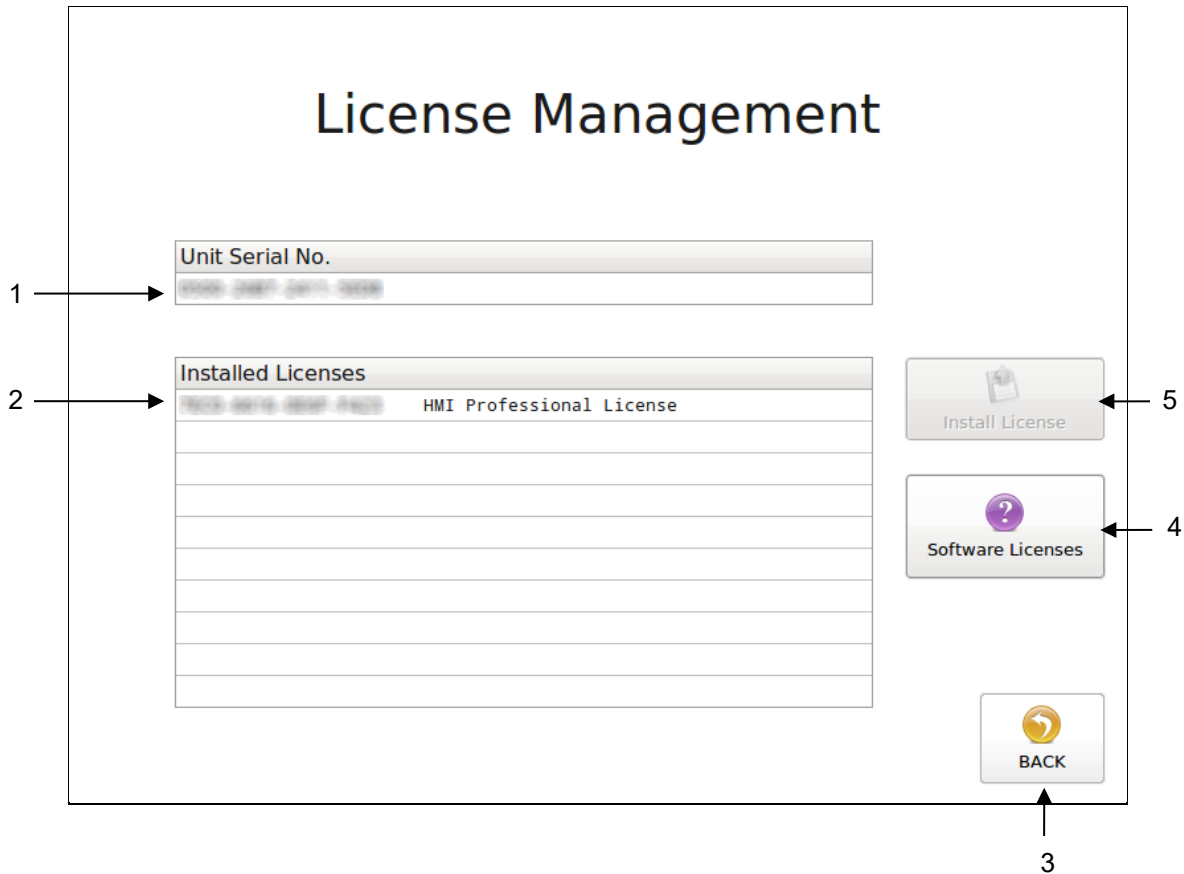 License Management
Unit Serial No.
1
Installed Licenses
2
HMI Professional License
Install License
5
Software Licenses
4
BACK
3